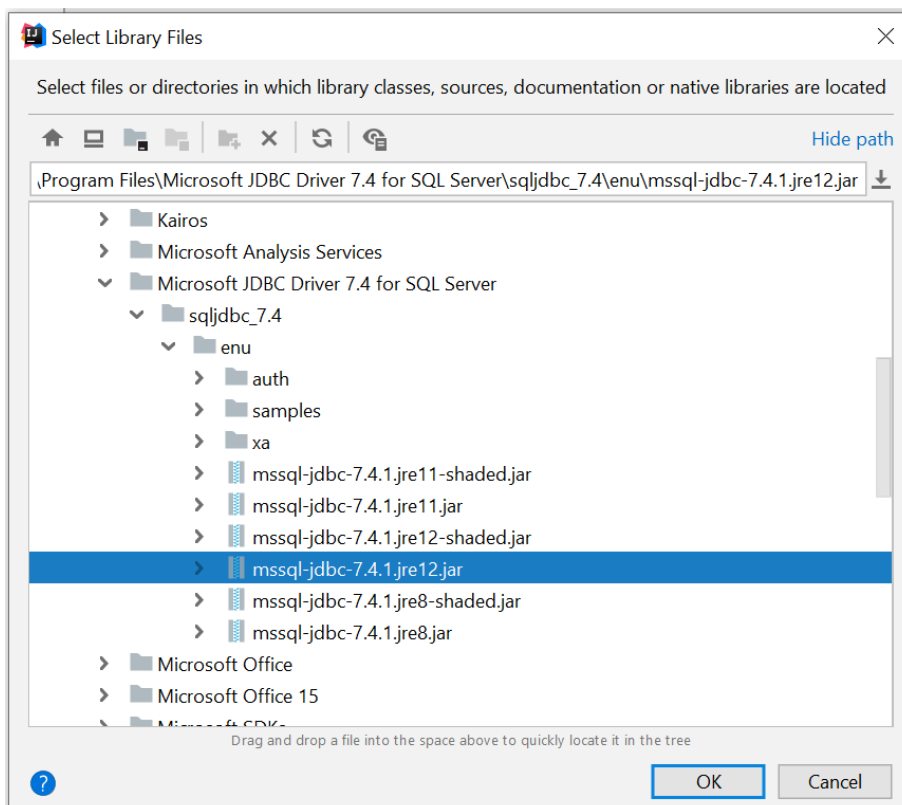 Select Library Files
Select files or directories in which library classes, sources, documentation or native libraries are located
Hide path
\Program Files\Microsoft JDBC Driver 7.4 for SQL Server\sqljdbc_7.4\enu\mssql-jdbc-7.4.1.jre12.jar
Kairos
Microsoft Analysis Services
Microsoft JDBC Driver 7.4 for SQL Server
sqljdbc_7.4
enu
auth
samples
xa
mssql-jdbc-7.4.1.jre11-shaded.jar
mssql-jdbc-7.4.1.jre11.jar
mssql-jdbc-7.4.1.jre12-shaded.jar
mssql-jdbc-7.4.1.jre12.jar
mssql-jdbc-7.4.1.jre8-shaded.jar
mssql-jdbc-7.4.1.jre8.jar
Microsoft Office
Microsoft Office 15
Microsoft SDKs
Drag and drop a file into the space above to quickly locate it in the tree
? OK Cancel